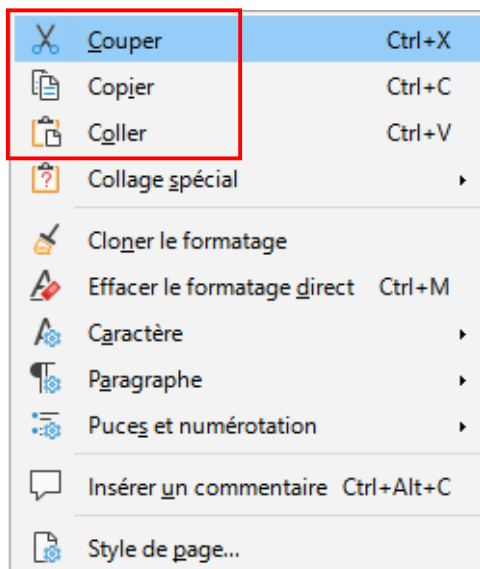 Couper Ctrl+X
Copier Ctrl+C
Coller Ctrl+V
Collage spécial
Cloner le formatage
Effacer le formatage direct Ctrl+M
Caractère
Paragraphe
Puces et numérotation
Insérer un commentaire Ctrl+Alt+C
Style de page...